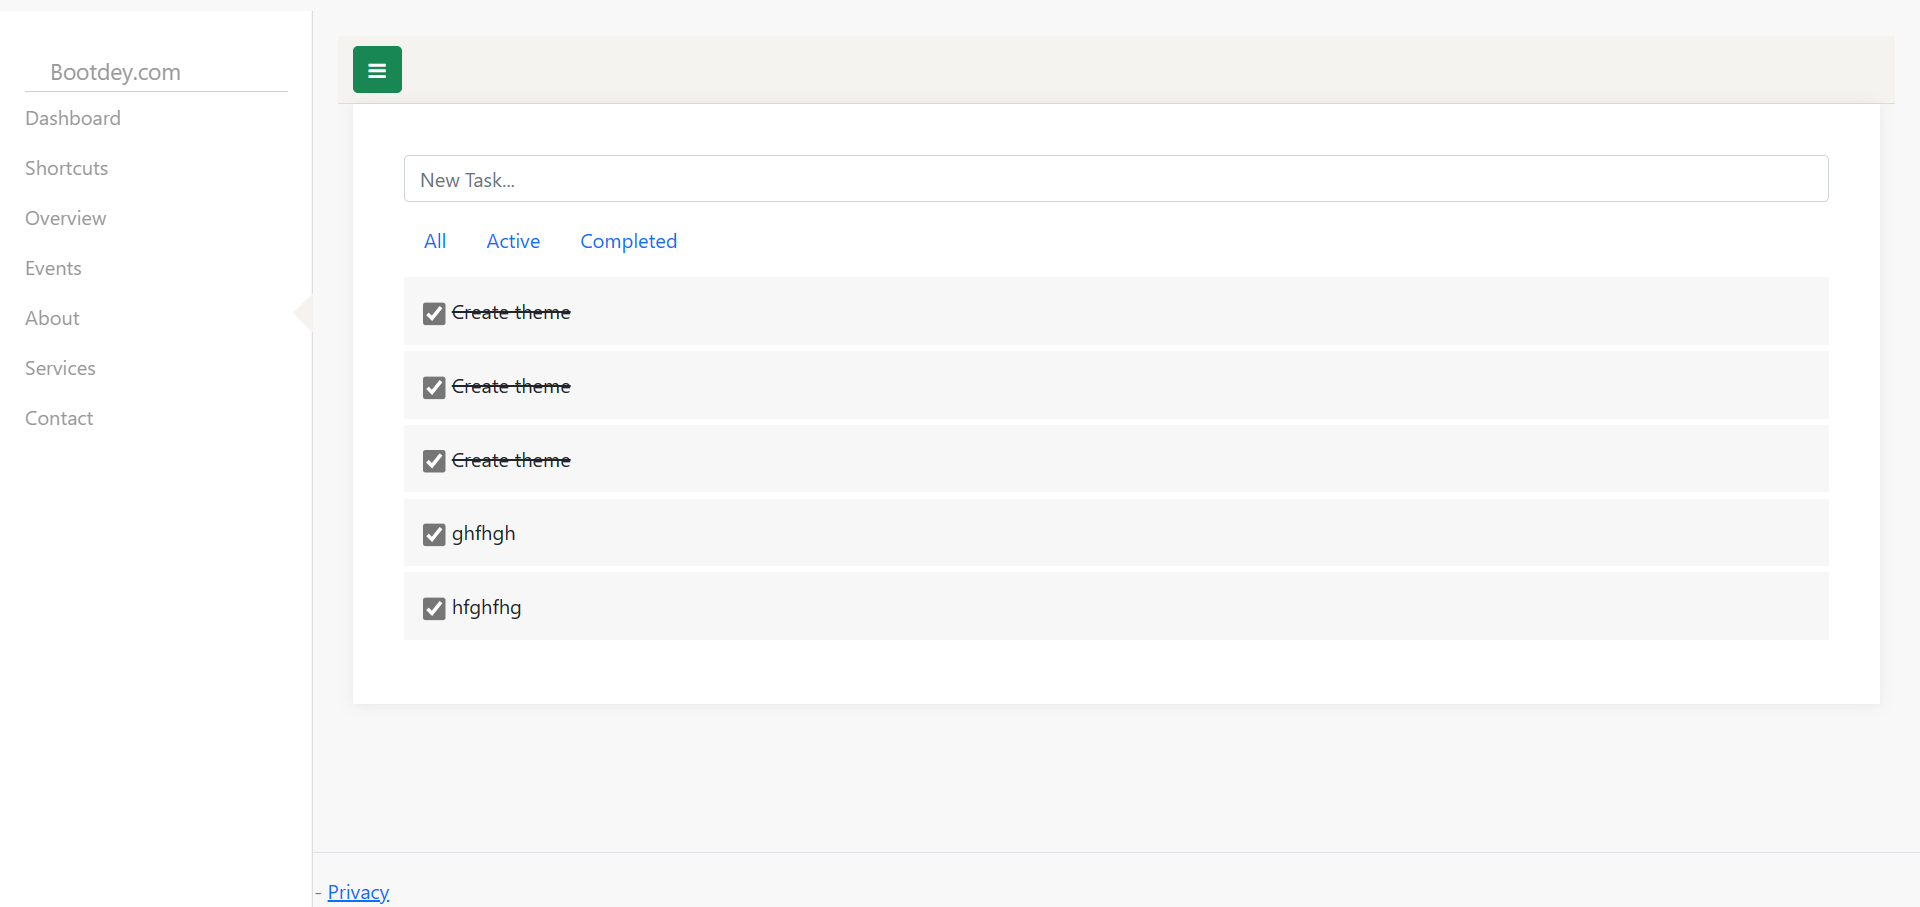 Bootdey.com
Dashboard
Shortcuts
Overview
Events
About
Services
Contact
New Task...
All Active Completed
Create theme
Create theme
Create theme
ghfhgh
hfghfhg
- Privacy